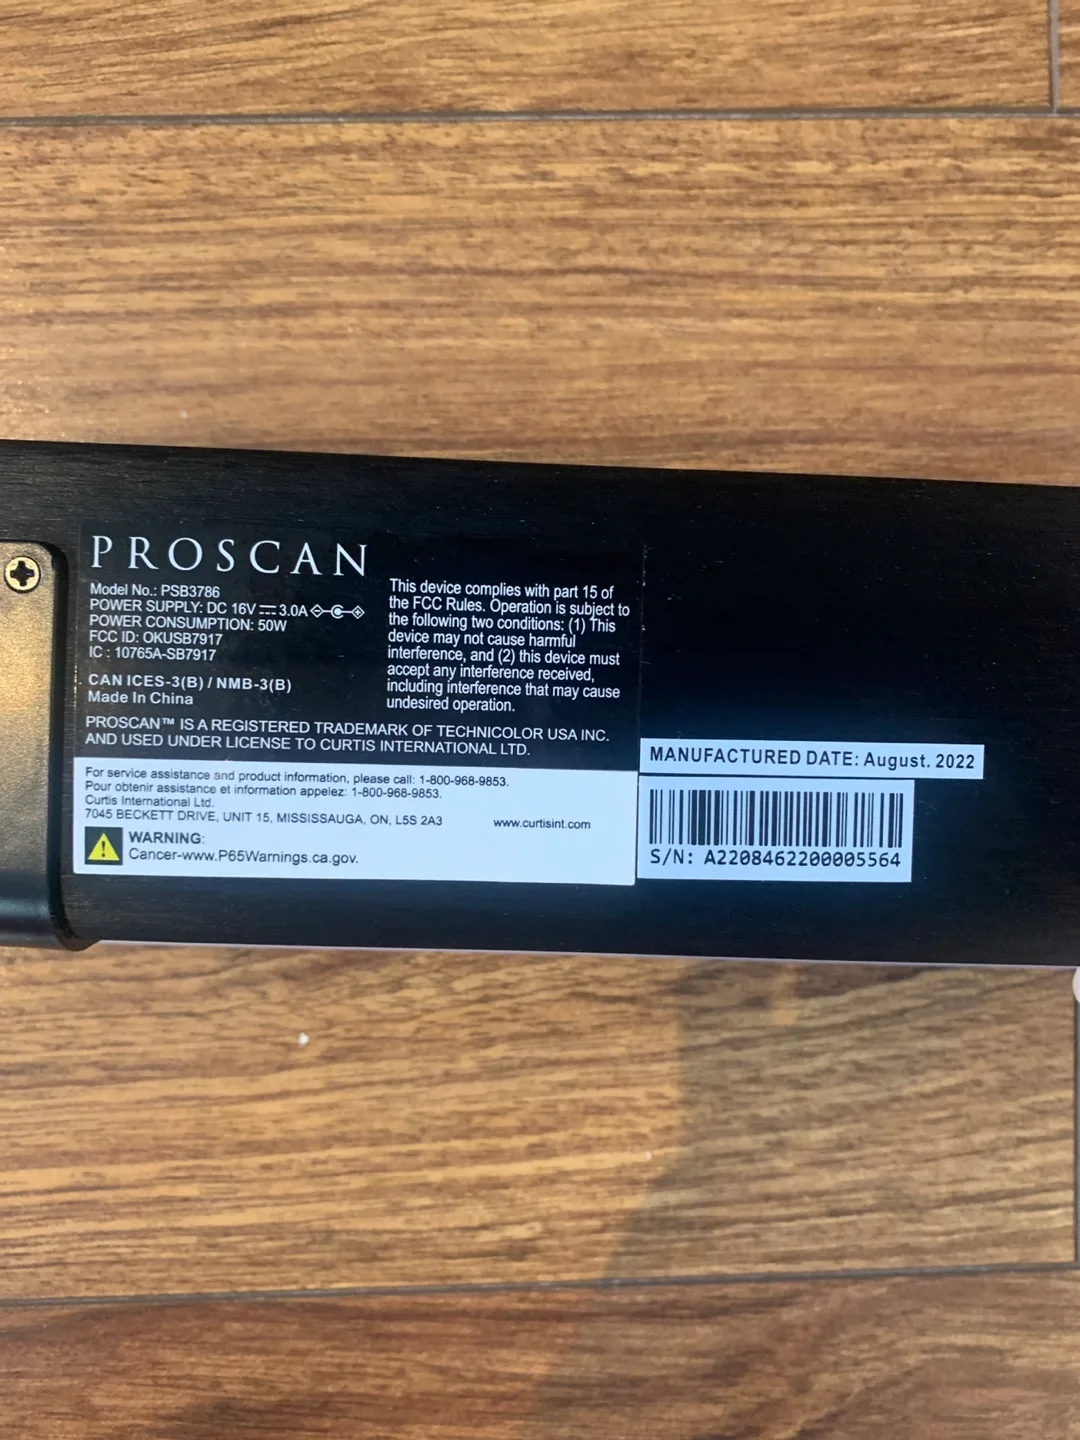 PROSCAN
Model No.: PSB3786
POWER SUPPLY: DC 16V 3.0A
POWER CONSUMPTION: 50W
FCC ID: OKUSB7917
IC : 10765A-SB7917
CAN ICES-3(B) / NMB-3(B)
Made In China
This device complies with part 15 of
the FCC Rules. Operation is subject to
the following two conditions: (1) This
device may not cause harmful
interference, and (2) this device must
accept any interference received,
including interference that may cause
undesired operation.
PROSCAN™ IS A REGISTERED TRADEMARK OF TECHNICOLOR USA INC.
AND USED UNDER LICENSE TO CURTIS INTERNATIONAL LTD.
For service assistance and product information, please call: 1-800-968-9853.
Pour obtenir assistance et information appelez: 1-800-968-9853.
Curtis International Ltd.
7045 BECKETT DRIVE, UNIT 15, MISSISSAUGA, ON, L5S 2A3
www.curtisint.com
WARNING:
Cancer-www.P65Warnings.ca.gov.
MANUFACTURED DATE: August. 2022
S/N: A2208462200005564